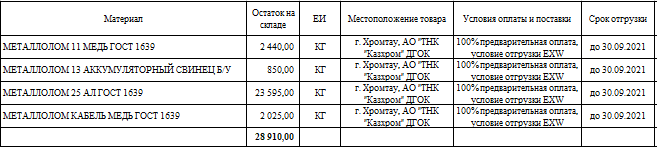 Материал Остаток на складе ЕИ Местоположение товара Условия оплаты и поставки Срок отгрузки
МЕТАЛЛОЛОМ 11 МЕДЬ ГОСТ 1639 2 440,00 КГ г. Хромтау, АО "ТНК "Казхром" ДГОК 100% предварительная оплата, условие отгрузки EXW до 30.09.2021
МЕТАЛЛОЛОМ 13 АККУМУЛЯТОРНЫЙ СВИНЕЦ Б/У 850,00 КГ г. Хромтау, АО "ТНК "Казхром" ДГОК 100% предварительная оплата, условие отгрузки EXW до 30.09.2021
МЕТАЛЛОЛОМ 25 АЛ ГОСТ 1639 23 595,00 КГ г. Хромтау, АО "ТНК "Казхром" ДГОК 100% предварительная оплата, условие отгрузки EXW до 30.09.2021
МЕТАЛЛОЛОМ КАБЕЛЬ МЕДЬ ГОСТ 1639 2 025,00 КГ г. Хромтау, АО "ТНК "Казхром" ДГОК 100% предварительная оплата, условие отгрузки EXW до 30.09.2021
28 910,00